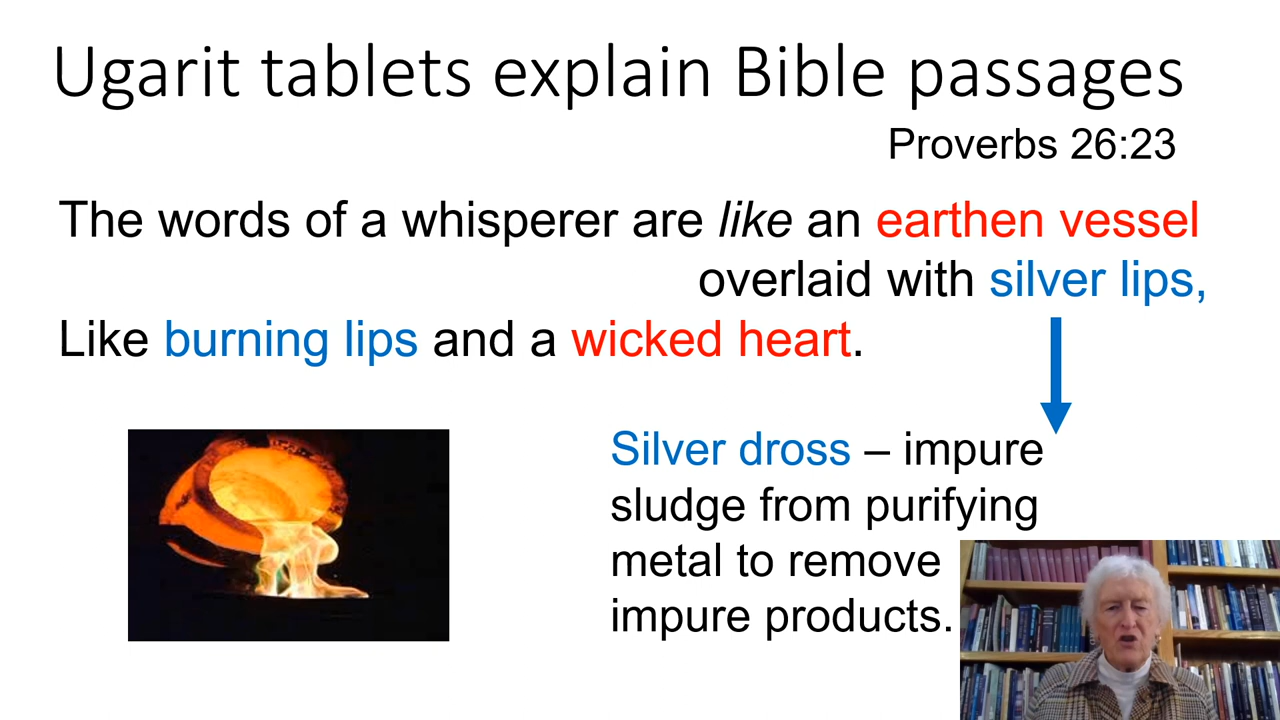 Ugarit tablets explain Bible passages
Proverbs 26:23
The words of a whisperer are like an earthen vessel
overlaid with silver lips,
Like burning lips and a wicked heart.
Silver dross – impure
sludge from purifying
metal to remove
impure products.